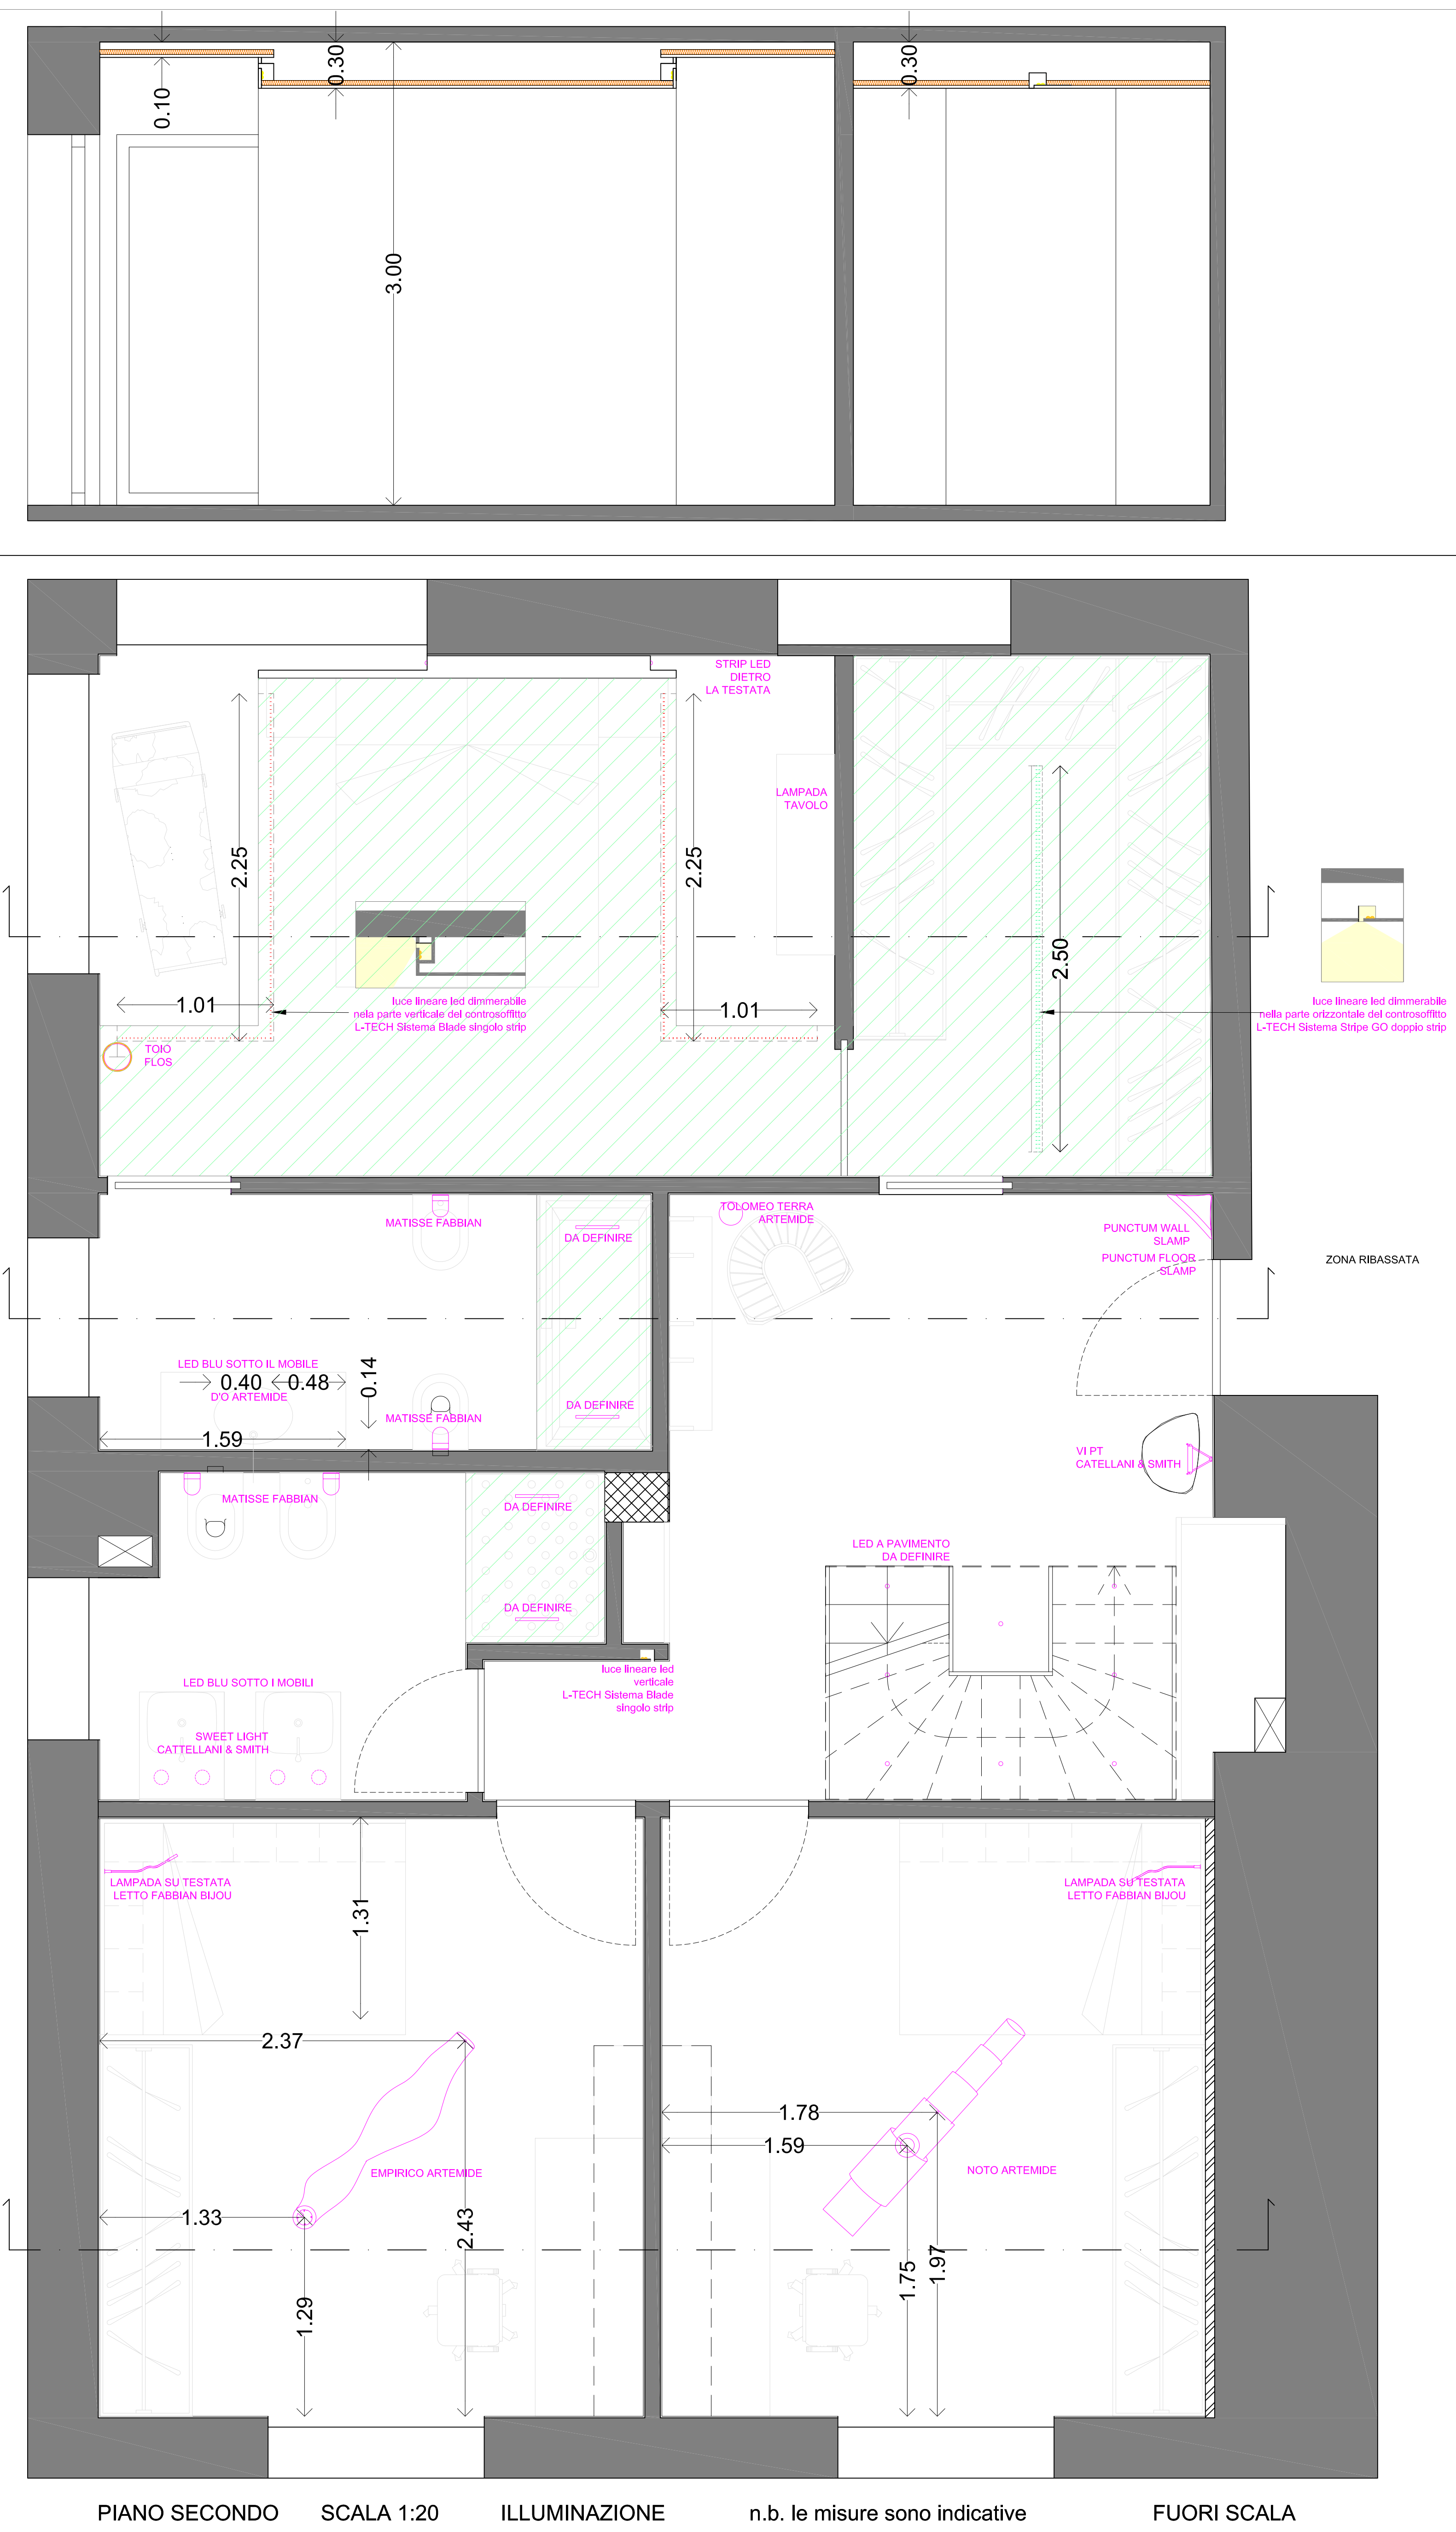 0.10
0.30
3.00
0.30
STRIP LED
DIETRO
LA TESTATA
LAMPADA
TAVOLO
2.25
2.25
2.50
1.01
1.01
luce lineare led dimmerabile
nela parte verticale del controsoffitto
L-TECH Sistema Blade singolo strip
luce lineare led dimmerabile
nella parte orizzontale del controsoffitto
L-TECH Sistema Stripe GO doppio strip
TOIO
FLOS
MATISSE FABBIAN
DA DEFINIRE
TOLOMEO TERRA
ARTEMIDE
PUNCTUM WALL
SLAMP
PUNCTUM FLOOR
SLAMP
ZONA RIBASSATA
LED BLU SOTTO IL MOBILE
0.40
0.48
0.14
D'O ARTEMIDE
1.59
MATISSE FABBIAN
DA DEFINIRE
VI PT
CATELLANI & SMITH
MATISSE FABBIAN
DA DEFINIRE
DA DEFINIRE
LED A PAVIMENTO
DA DEFINIRE
luce lineare led
verticale
L-TECH Sistema Blade
singolo strip
LED BLU SOTTO I MOBILI
SWEET LIGHT
CATTELLANI & SMITH
LAMPADA SU TESTATA
LETTO FABBIAN BIJOU
1.31
LAMPADA SU TESTATA
LETTO FABBIAN BIJOU
2.37
1.78
1.59
EMPIRICO ARTEMIDE
NOTO ARTEMIDE
1.33
2.43
1.29
1.75
1.97
PIANO SECONDO SCALA 1:20 ILLUMINAZIONE n.b. le misure sono indicative FUORI SCALA